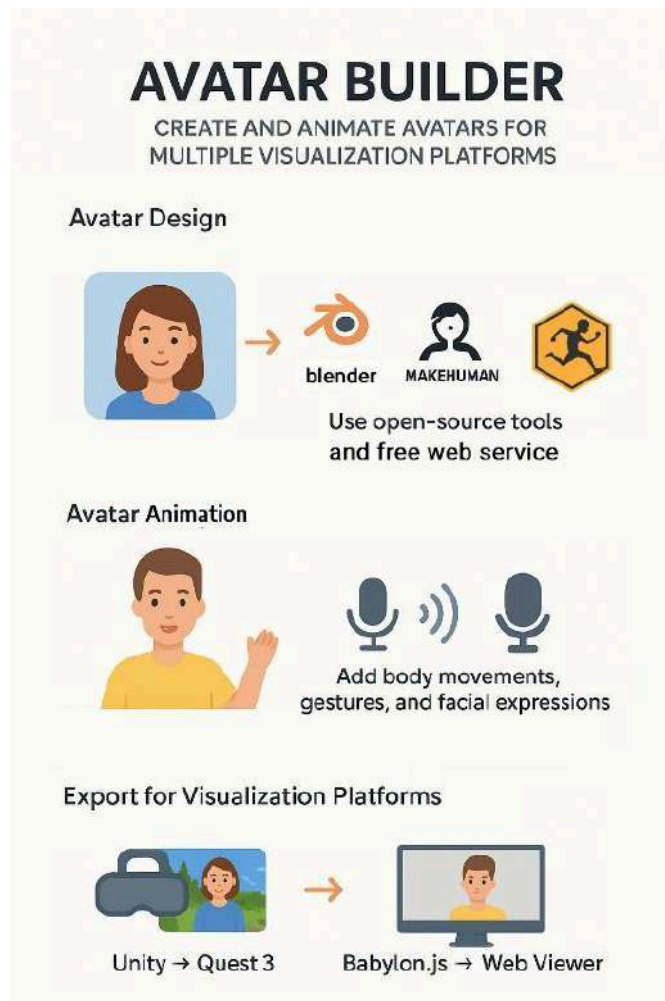 AVATAR BUILDER
CREATE AND ANIMATE AVATARS FOR
MULTIPLE VISUALIZATION PLATFORMS
Avatar Design
blender
MAKEHUMAN
Use open-source tools
and free web service
Avatar Animation
Add body movements,
gestures, and facial expressions
Export for Visualization Platforms
Unity → Quest 3
Babylon.js → Web Viewer